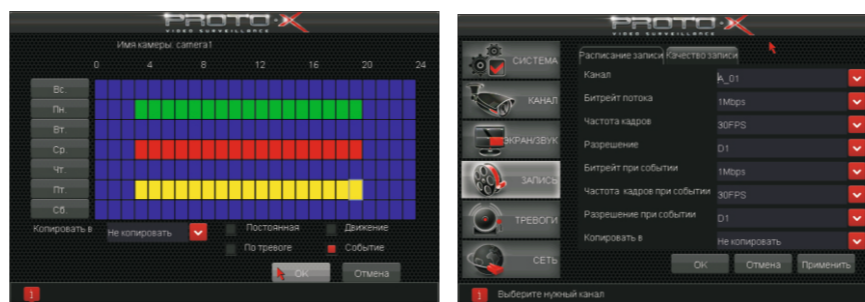 PROTO-X
VIDEO SURVEILLANCE
Имя камеры: camera1
0 4 8 12 16 20 24
Вс.
Пн.
Вт.
Ср.
Чт.
Пт.
Сб.
Копировать в Не копировать Постоянная Движение
По тревоге Событие
OK Отмена
1
PROTO-X
VIDEO SURVEILLANCE
СИСТЕМА
КАНАЛ
ЭКРАН/ЗВУК
ЗАПИСЬ
ТРЕВОГИ
СЕТЬ
Расписание записи Качество записи
Канал A_01
Битрейт потока 1Mbps
Частота кадров 30FPS
Разрешение D1
Битрейт при событии 1Mbps
Частота кадров при событии 30FPS
Разрешение при событии D1
Копировать в Не копировать
OK Отмена Применить
1 Выберите нужный канал